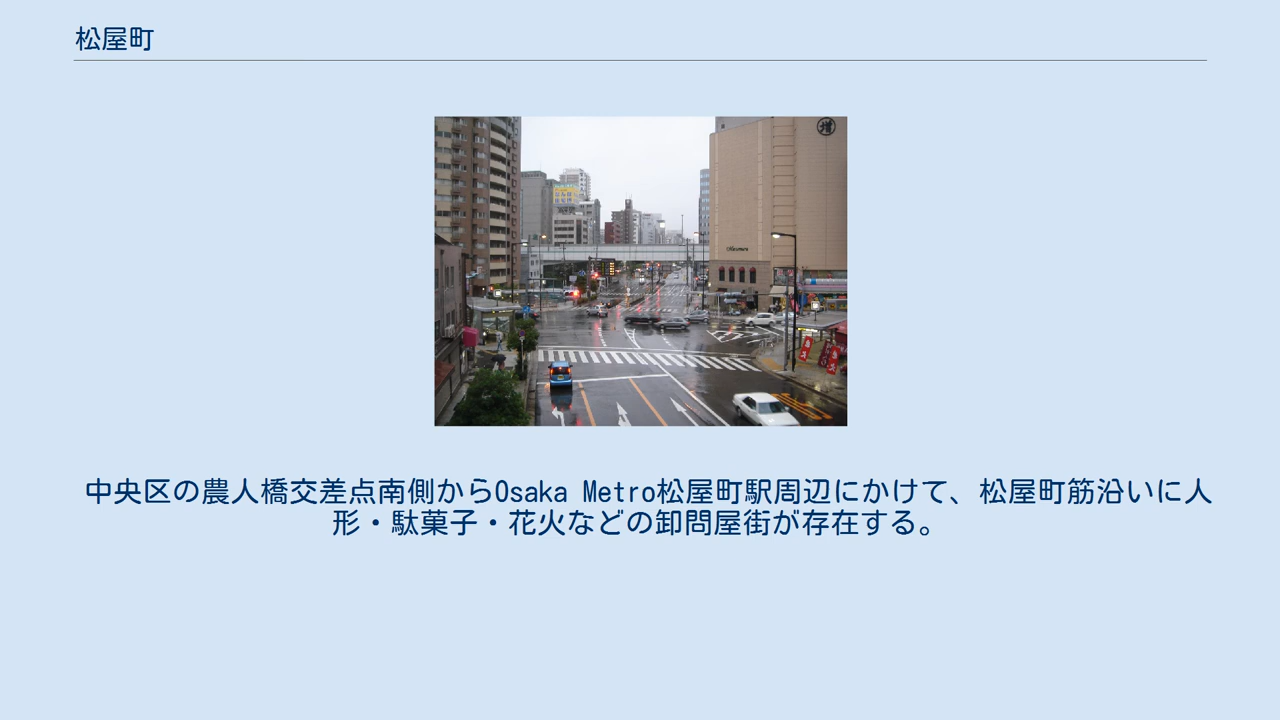 松屋町
増
中央区の農人橋交差点南側からOsaka Metro松屋町駅周辺にかけて、松屋町筋沿いに人
形・駄菓子・花火などの卸問屋街が存在する。